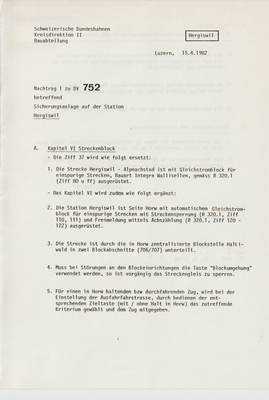 Schweizerische Bundesbahnen
Kreisdirektion II
Bauabteilung
Hergiswil
Luzern, 15.4.1982
Nachtrag 1 zu DV 752
betreffend
Sicherungsanlage auf der Station
Hergiswil
A. Kapitel VI Streckenblock
- Die Ziff 37 wird wie folgt ersetzt:
1. Die Strecke Hergiswil - Alpnachstad ist mit Gleichstromblock für
einspurige Strecken, Bauart Integra Wallisellen, gemäss R 320.1
(Ziff 80 u ff) ausgerüstet.
- Das Kapitel VI wird zudem wie folgt ergänzt:
2. Die Station Hergiswil ist Seite Horw mit automatischem Gleichstrom-
block für einspurige Strecken mit Streckensperrung (R 320.1, Ziff
110, 111) und Freimeldung mittels Achszählung (R 320.1, Ziff 120 -
122) ausgerüstet.
3. Die Strecke ist durch die in Horw zentralisierte Blockstelle Halti-
wald in zwei Blockabschnitte (706/707) unterteilt.
4. Muss bei Störungen an den Blockeinrichtungen die Taste "Blockumgehung"
verwendet werden, so ist vorgängig das Streckengleis zu sperren.
5. Für einen in Horw haltenden bzw durchfahrenden Zug, wird bei der
Einstellung der Ausfahrfahrstrasse, durch bedienen der ent-
sprechenden Zieltaste (mit / ohne Halt in Horw) das zutreffende
Kriterium gewählt und dem Zug mitgegeben.